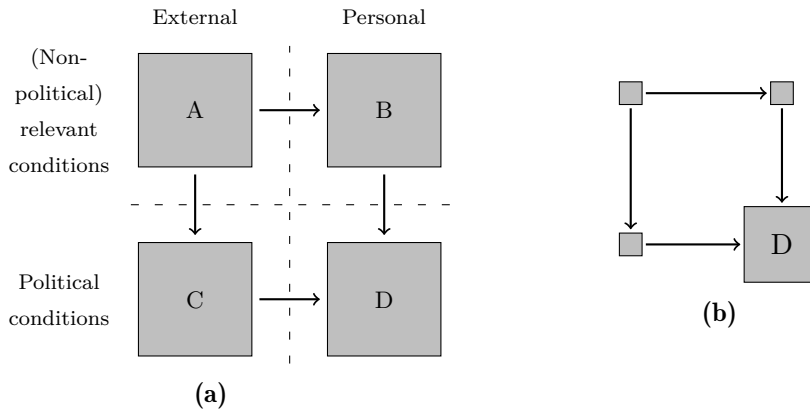 External Personal
(Non-
political)
relevant
conditions
A B
Political
conditions
C D
(a)
D
(b)